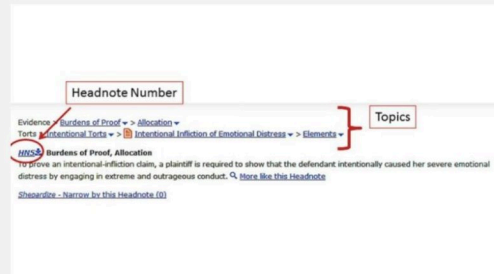 Headnote Number
Topics
Evidence > Burdens of Proof > Allocation
Torts > Intentional Torts > Intentional Infliction of Emotional Distress > Elements
HN5 Burdens of Proof, Allocation
To prove an intentional-infliction claim, a plaintiff is required to show that the defendant intentionally caused her severe emotional
distress by engaging in extreme and outrageous conduct. More like this Headnote
Shepardize - Narrow by this Headnote (0)